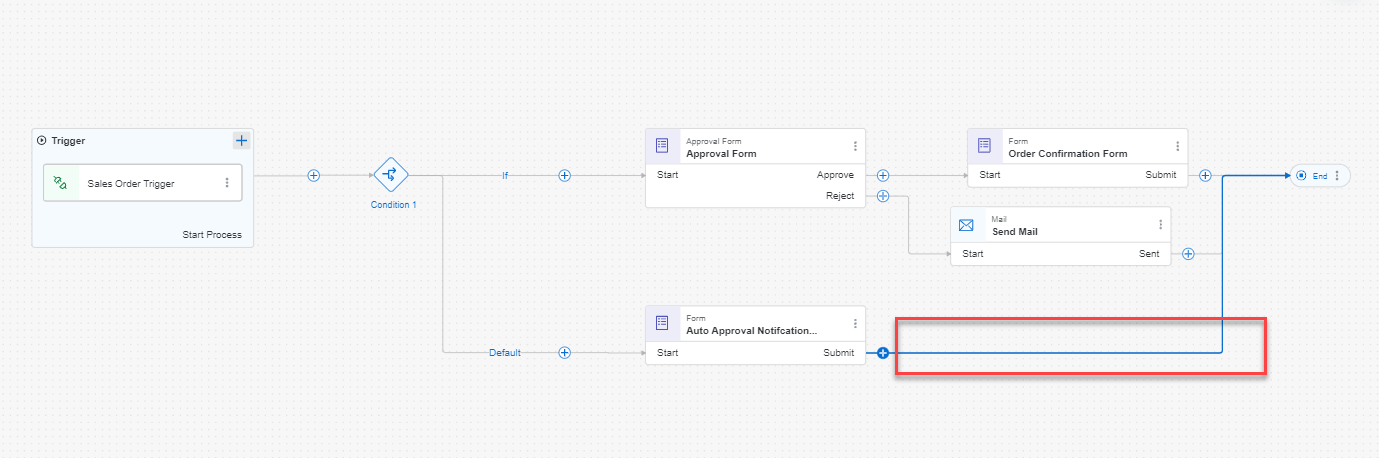 Trigger
Sales Order Trigger
Start Process
Condition 1
If
Default
Approval Form
Approval Form
Start
Approve
Reject
Form
Order Confirmation Form
Start
Submit
Mail
Send Mail
Start
Sent
Form
Auto Approval Notifcation...
Start
Submit
End